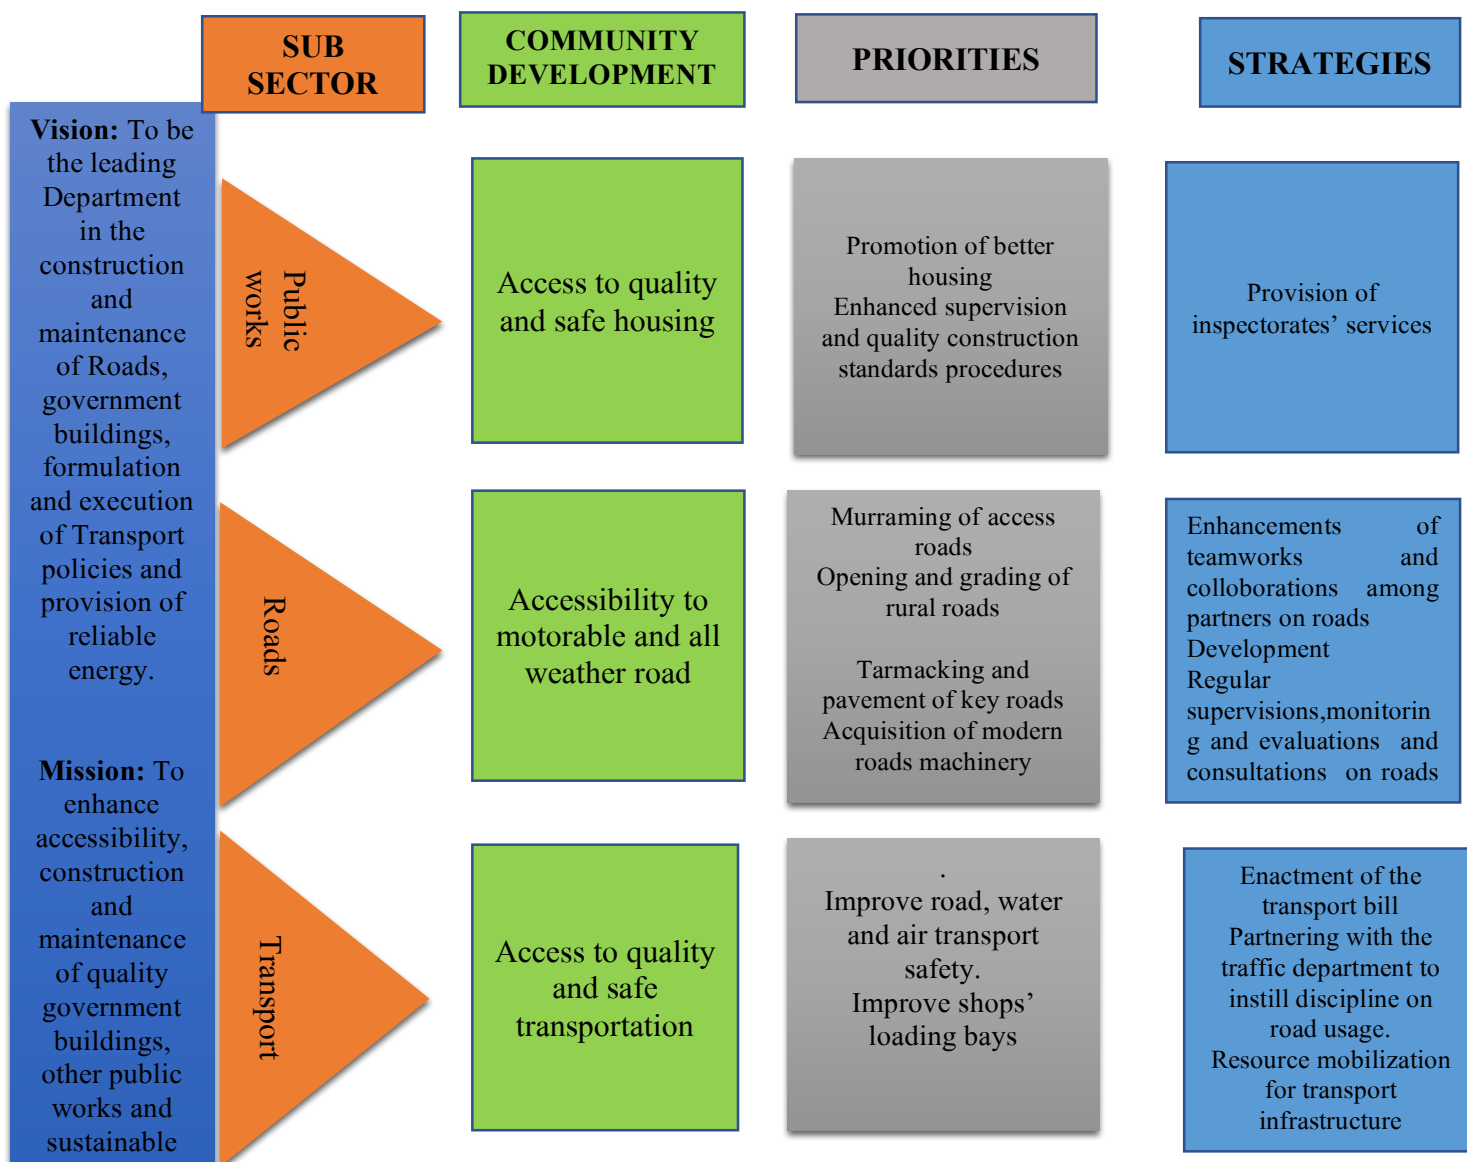 SUB
SECTOR
COMMUNITY
DEVELOPMENT
PRIORITIES
STRATEGIES
Vision: To be
the leading
Department
in the
construction
and
maintenance
of Roads,
government
buildings,
formulation
and execution
of Transport
policies and
provision of
reliable
energy.
Mission: To
enhance
accessibility,
construction
and
maintenance
of quality
government
buildings,
other public
works and
sustainable
Public
works
Access to quality
and safe housing
Promotion of better
housing
Enhanced supervision
and quality construction
standards procedures
Provision of
inspectorates’ services
Roads
Accessibility to
motorable and all
weather road
Murraming of access
roads
Opening and grading of
rural roads
Tarmacking and
pavement of key roads
Acquisition of modern
roads machinery
Enhancements of
teamworks and
colloborations among
partners on roads
Development
Regular
supervisions,monitorin
g and evaluations and
consultations on roads
Transport
Access to quality
and safe
transportation
.
Improve road, water
and air transport
safety.
Improve shops’
loading bays
Enactment of the
transport bill
Partnering with the
traffic department to
instill discipline on
road usage.
Resource mobilization
for transport
infrastructure